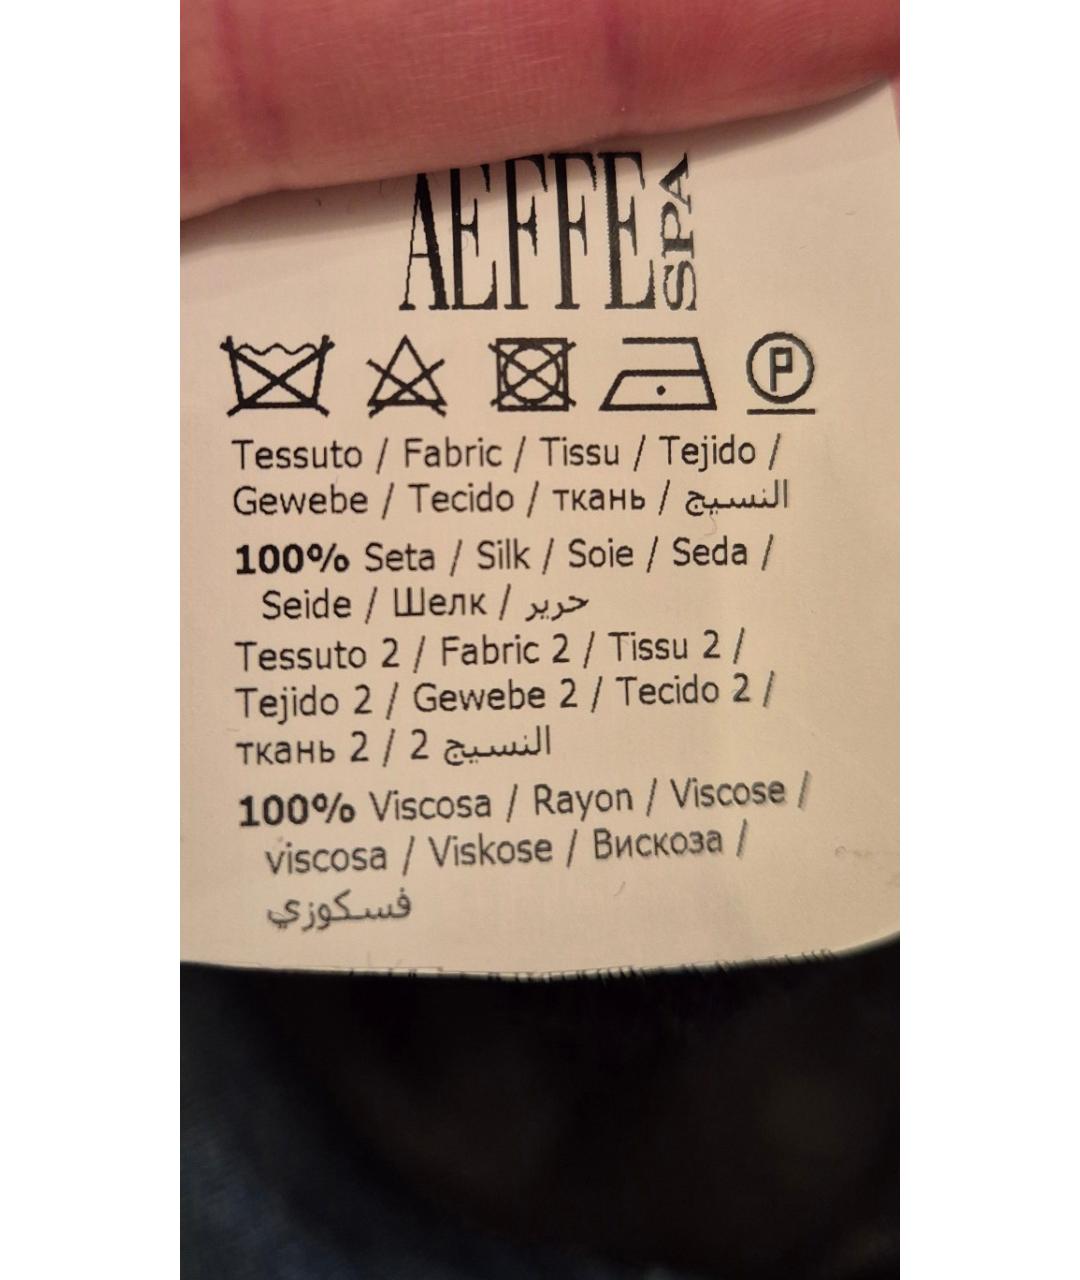 AEFFE SPA
P
Tessuto / Fabric / Tissu / Tejido /
Gewebe / Tecido / ткань / النسيج
100% Seta / Silk / Soie / Seda /
Seide / Шелк / حرير
Tessuto 2 / Fabric 2 / Tissu 2 /
Tejido 2 / Gewebe 2 / Tecido 2 /
ткань 2 / 2 النسيج
100% Viscosa / Rayon / Viscose /
viscosa / Viskose / Вискоза /
فسكوزي